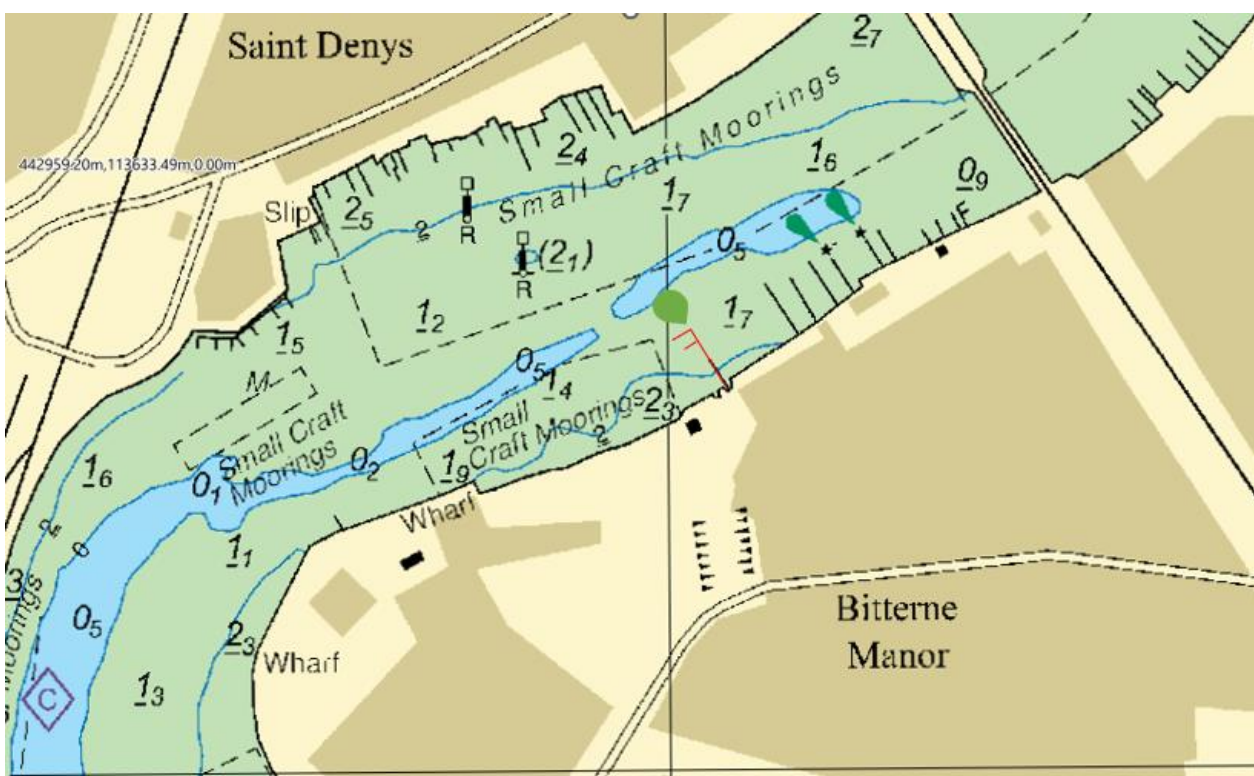 Saint Denys
2₇
442959.20m,113633.49m,0.00m
Slip
2₅
2₄
Small Craft Moorings
1₆
0₉
1₇
2
R
(2₁)
R
0₅
1₇
F
1₂
1₅
0₅
1₄
M
Small Craft
Moorings
Small
Craft Moorings
2₃
2
1₆
0₁
0₂
1₉
Wharf
2
0
1₁
3
Moorings
0₅
2₃
Wharf
Bitterne
Manor
C
1₃